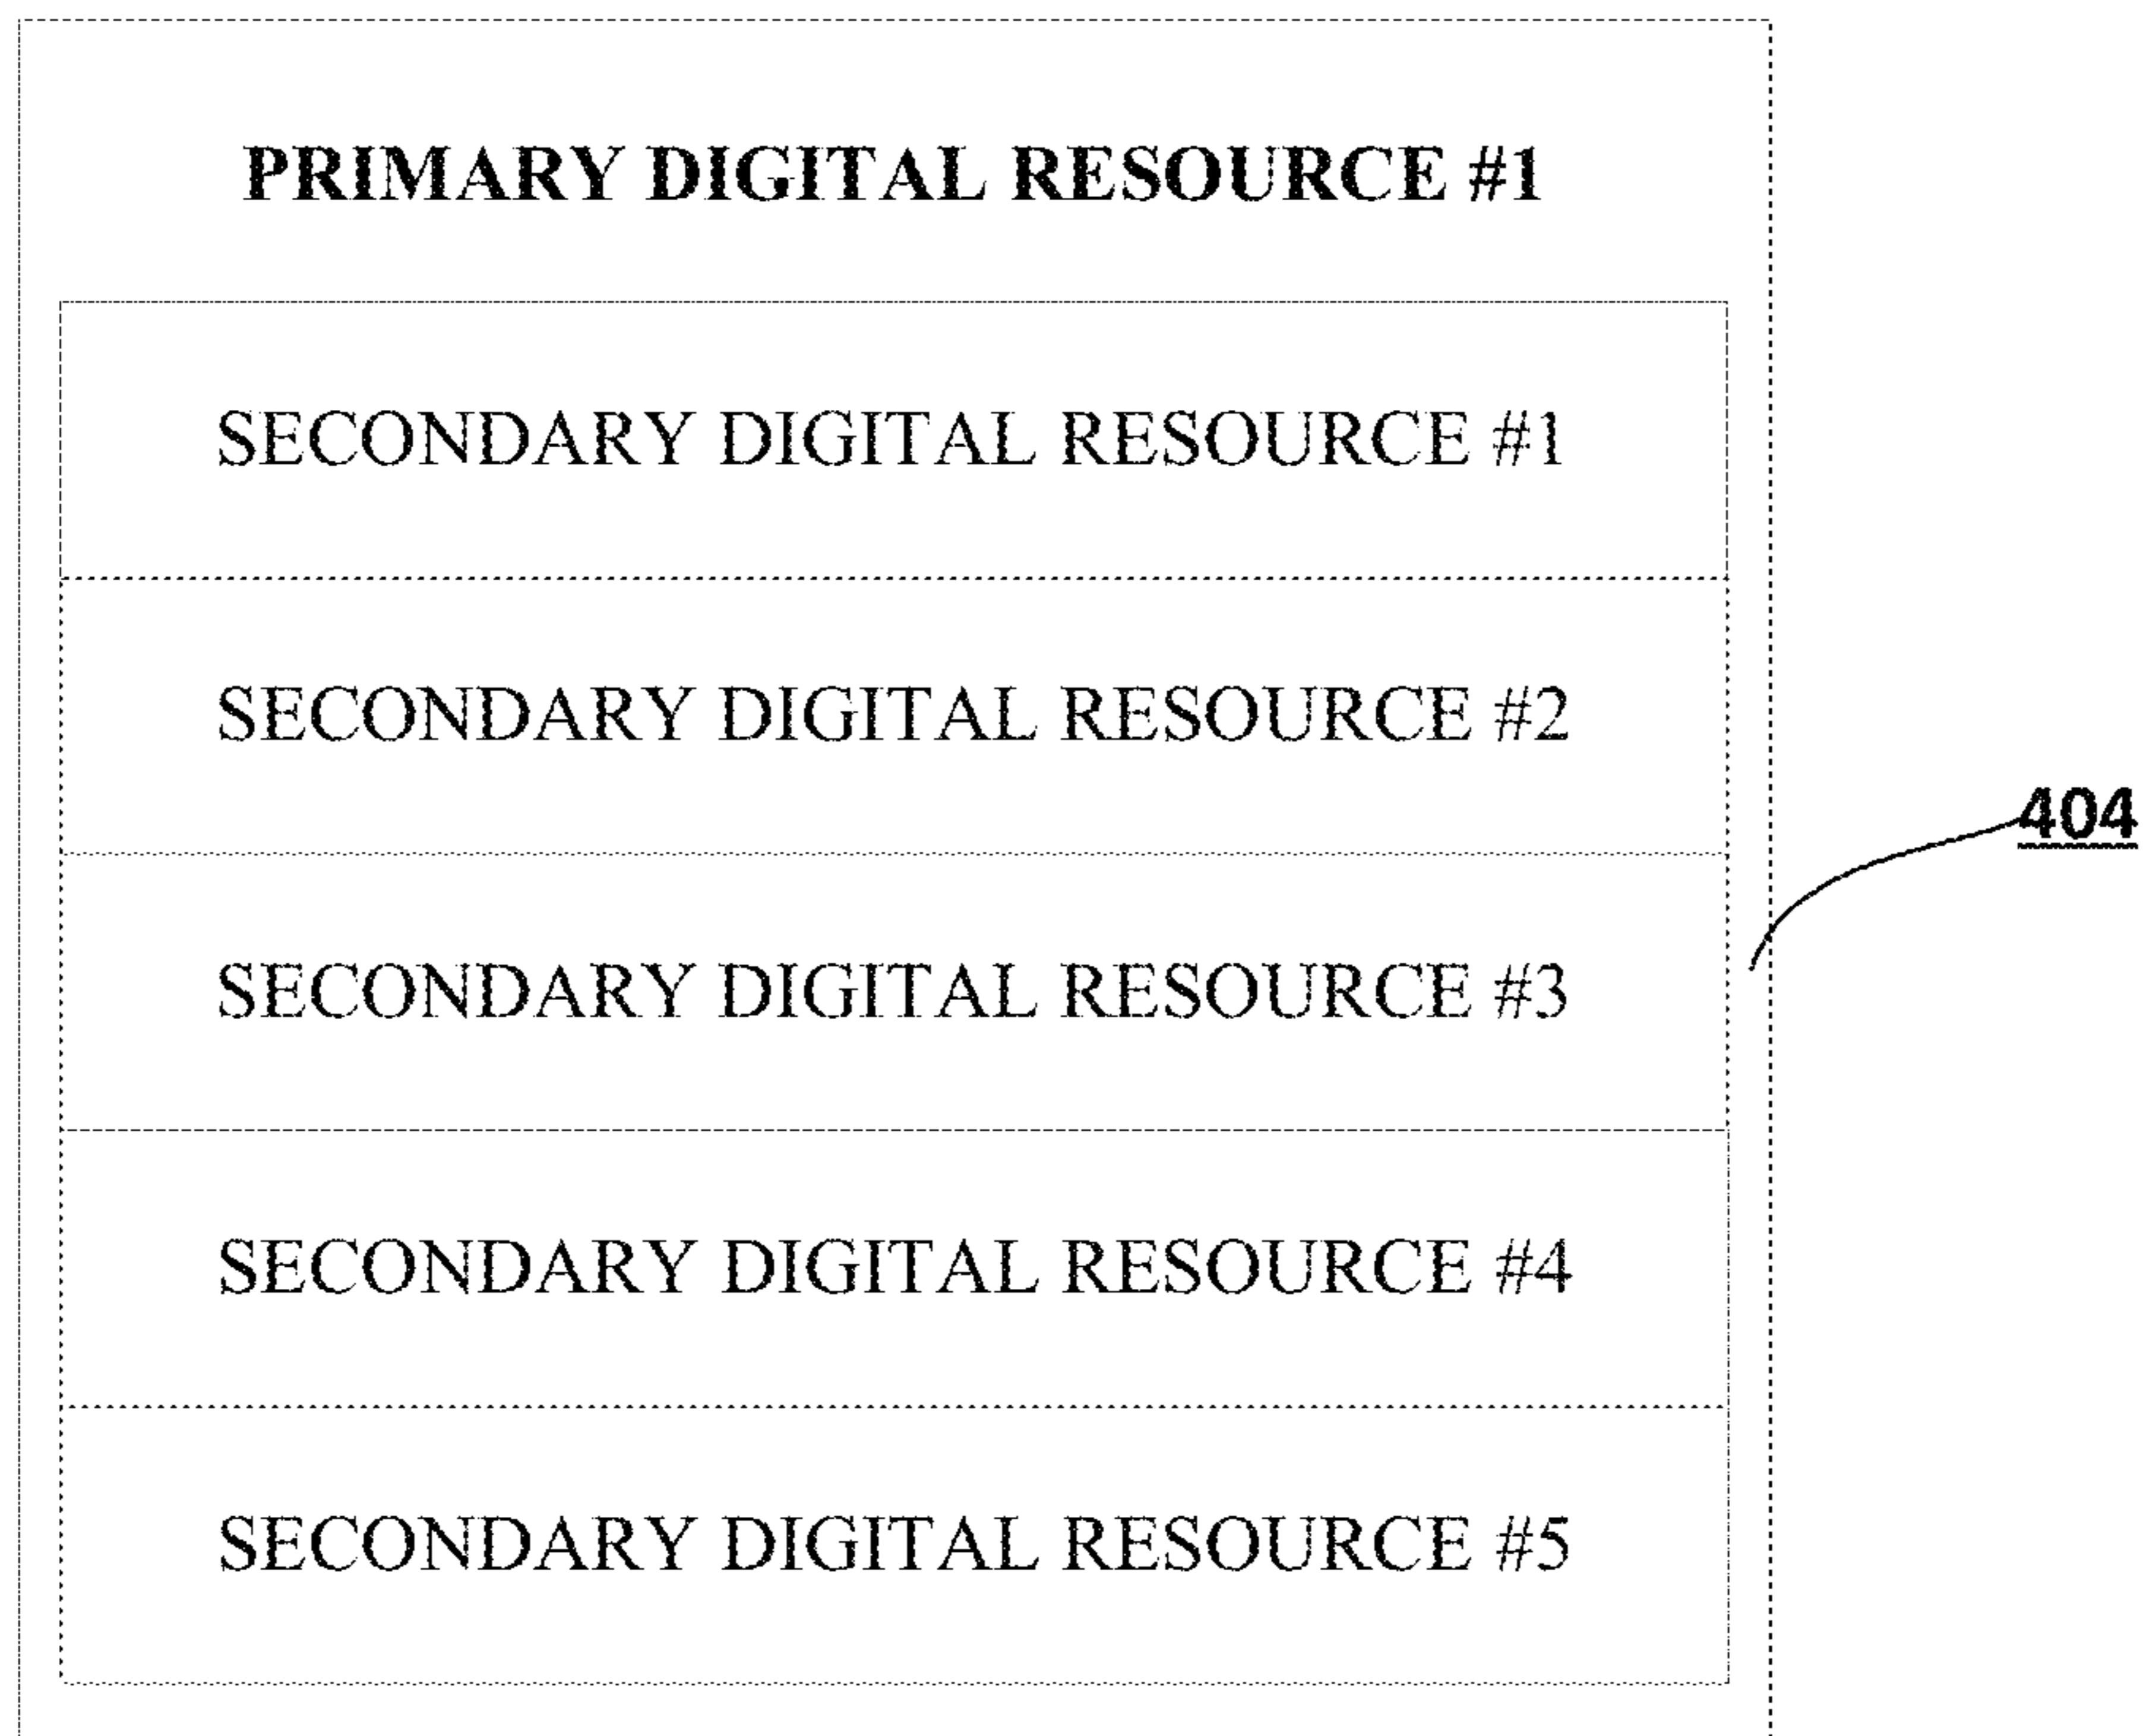 PRIMARY DIGITAL RESOURCE #1
SECONDARY DIGITAL RESOURCE #1
SECONDARY DIGITAL RESOURCE #2
404
SECONDARY DIGITAL RESOURCE #3
SECONDARY DIGITAL RESOURCE #4
SECONDARY DIGITAL RESOURCE #5